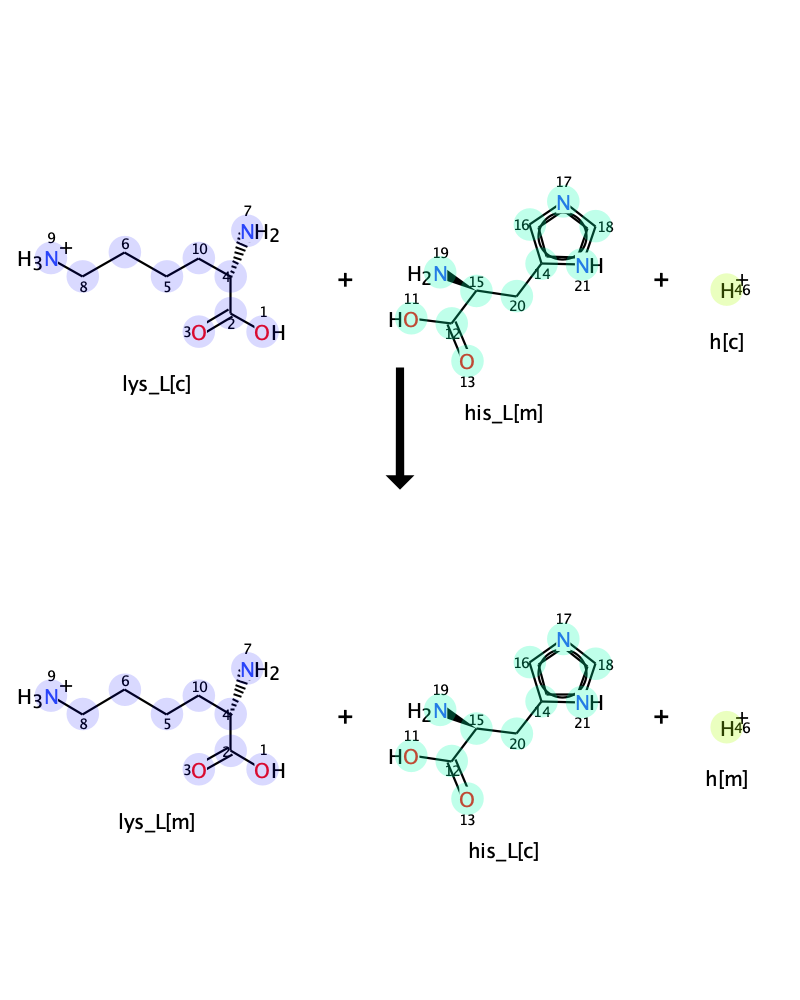 17
7
16
18
9
NH2
6
10
19
NH
H3N+
4
H2N
15
14
21
+
+
H+
46
8
5
20
11
1
3O
2
OH
HO
12
O
13
h[c]
lys_L[c]
his_L[m]
17
N
7
16
18
9
NH2
6
10
19
NH
H3N+
4
H2N
15
14
21
+
+
H+
46
8
5
20
11
1
3O
2
OH
HO
12
O
13
h[m]
lys_L[m]
his_L[c]